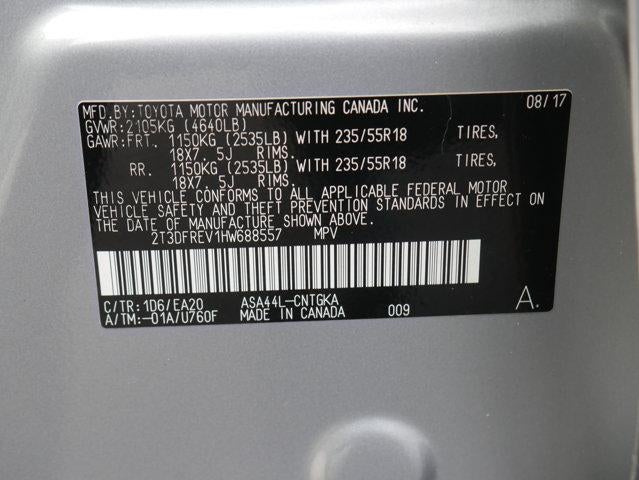 MFD. BY: TOYOTA MOTOR MANUFACTURING CANADA INC. 08/17
GVWR: 2105KG (4640LB)
GAWR: FRT. 1150KG (2535LB) WITH 235/55R18 TIRES,
18X7. 5J RIMS.
RR. 1150KG (2535LB) WITH 235/55R18 TIRES,
18X7. 5J RIMS.
THIS VEHICLE CONFORMS TO ALL APPLICABLE FEDERAL MOTOR
VEHICLE SAFETY AND THEFT PREVENTION STANDARDS IN EFFECT ON
THE DATE OF MANUFACTURE SHOWN ABOVE.
2T3DFREV1HW688557 MPV
C/TR: 1D6/EA20 ASA44L-CNTGKA
A/TM: -01A/U760F MADE IN CANADA 009 A.